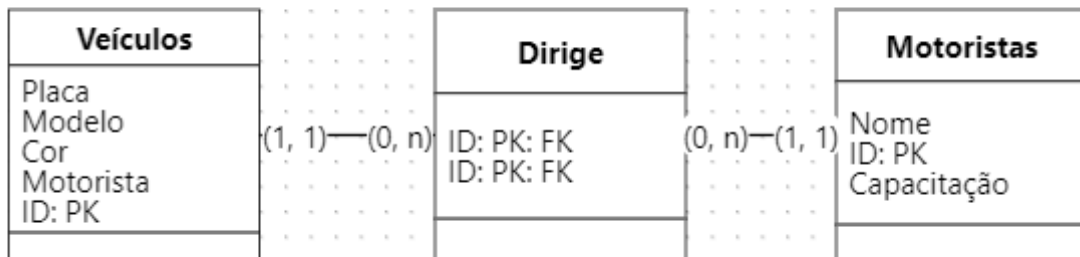 Veículos
Placa
Modelo
Cor
Motorista
ID: PK
(1, 1)
(0, n)
Dirige
ID: PK: FK
ID: PK: FK
(0, n)
(1, 1)
Motoristas
Nome
ID: PK
Capacitação